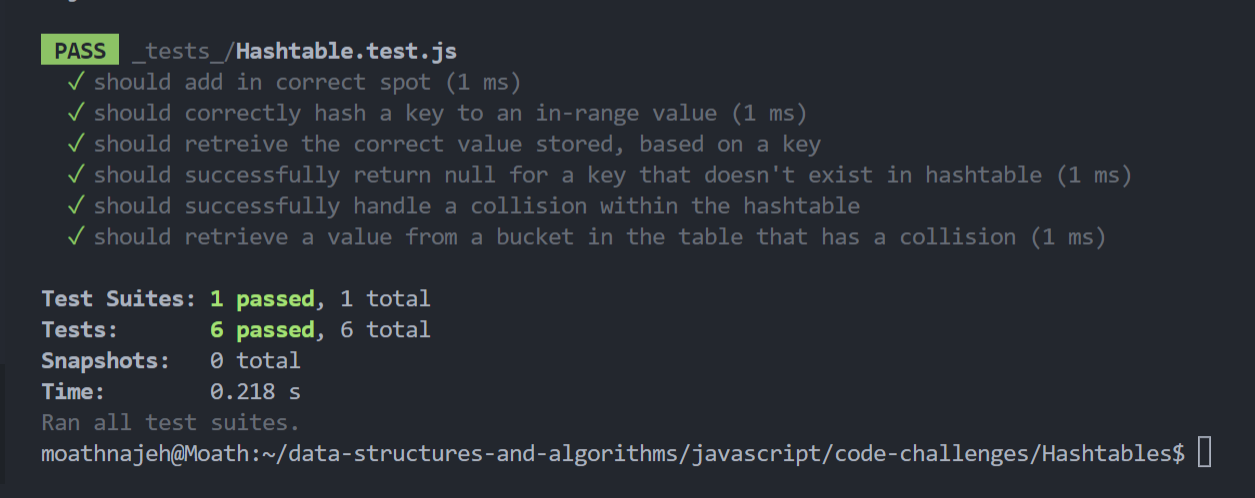 PASS _tests_/Hashtable.test.js
✓ should add in correct spot (1 ms)
✓ should correctly hash a key to an in-range value (1 ms)
✓ should retreive the correct value stored, based on a key
✓ should successfully return null for a key that doesn't exist in hashtable (1 ms)
✓ should successfully handle a collision within the hashtable
✓ should retrieve a value from a bucket in the table that has a collision (1 ms)
Test Suites: 1 passed, 1 total
Tests: 6 passed, 6 total
Snapshots: 0 total
Time: 0.218 s
Ran all test suites.
moathnajeh@Moath:~/data-structures-and-algorithms/javascript/code-challenges/Hashtables$